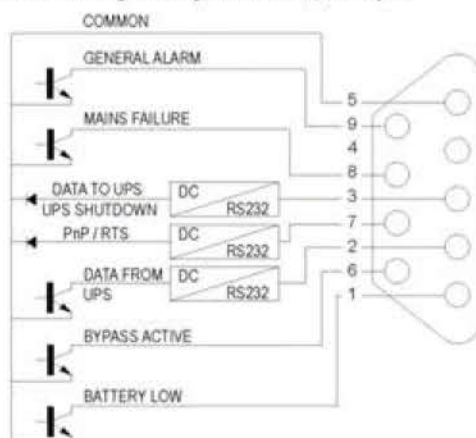 COMMON
GENERAL ALARM
5
9
MAINS FAILURE
4
8
DATA TO UPS
DC
3
UPS SHUTDOWN
RS232
7
PnP / RTS
DC
RS232
2
DATA FROM
DC
6
UPS
RS232
1
BYPASS ACTIVE
BATTERY LOW